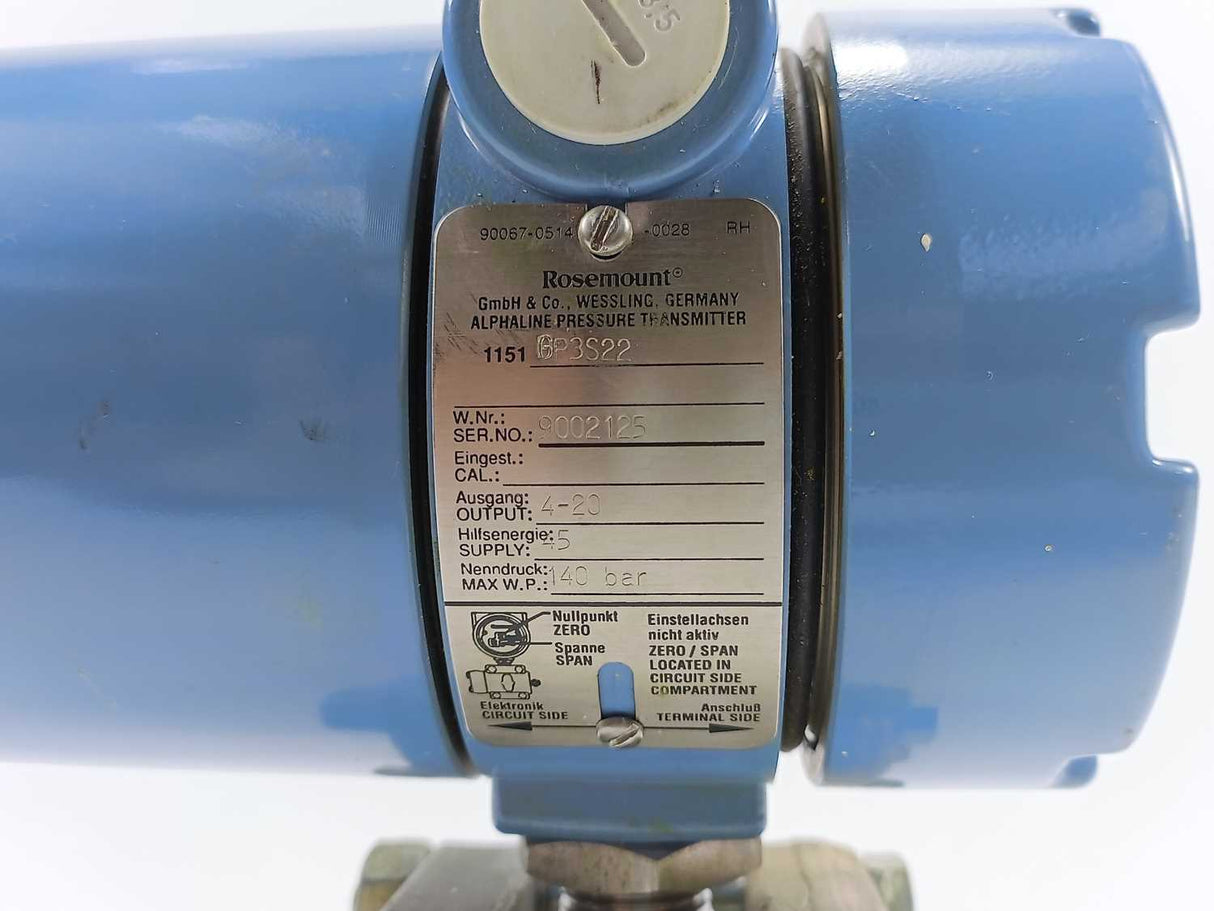 90067-0514 -0028 RH
Rosemount
GmbH & Co., WESSLING, GERMANY
ALPHALINE PRESSURE TRANSMITTER
1151
W.Nr.:
SER.NO.: 9002125
Eingest.:
CAL.:
Ausgang:
OUTPUT: 4-20
Hilfsenergie:
SUPPLY: 45
Nenndruck:
MAX W.P.: 140 bar
Nullpunkt
ZERO
Spanne
SPAN
Einstellachsen
nicht aktiv
ZERO / SPAN
LOCATED IN
CIRCUIT SIDE
COMPARTMENT
Elektronik
CIRCUIT SIDE
Anschluß
TERMINAL SIDE